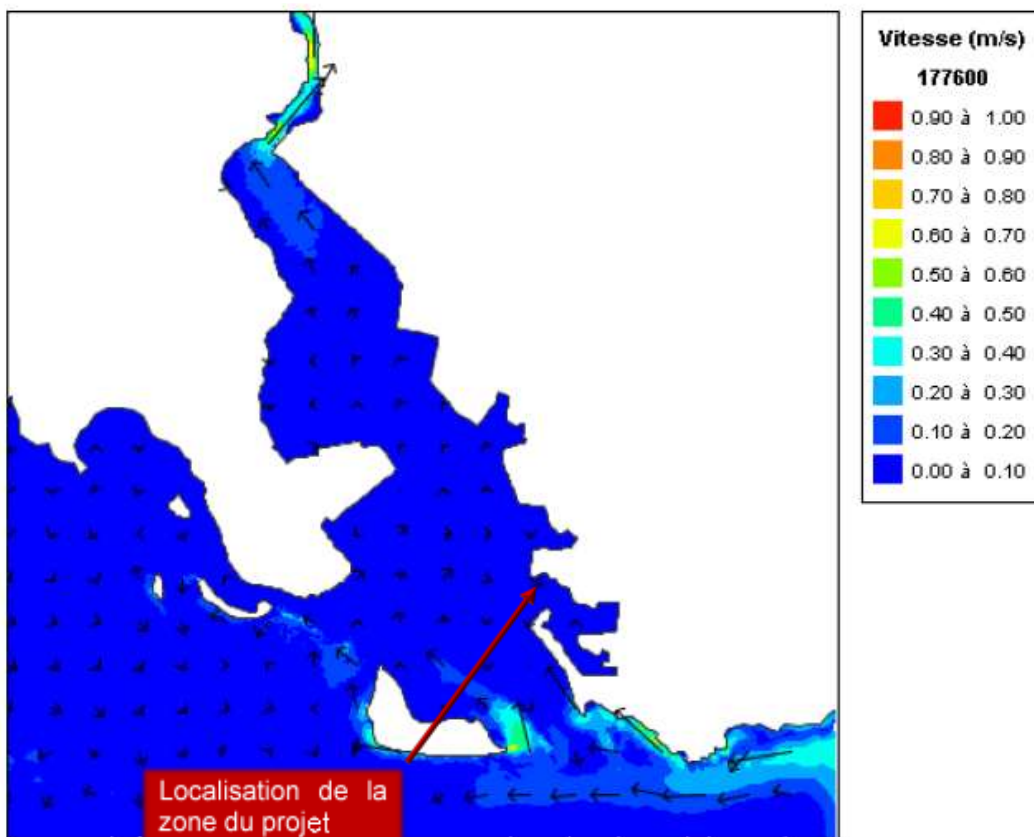 Vitesse (m/s)
177600
0.90 à 1.00
0.80 à 0.90
0.70 à 0.80
0.60 à 0.70
0.50 à 0.60
0.40 à 0.50
0.30 à 0.40
0.20 à 0.30
0.10 à 0.20
0.00 à 0.10
Localisation de la
zone du projet